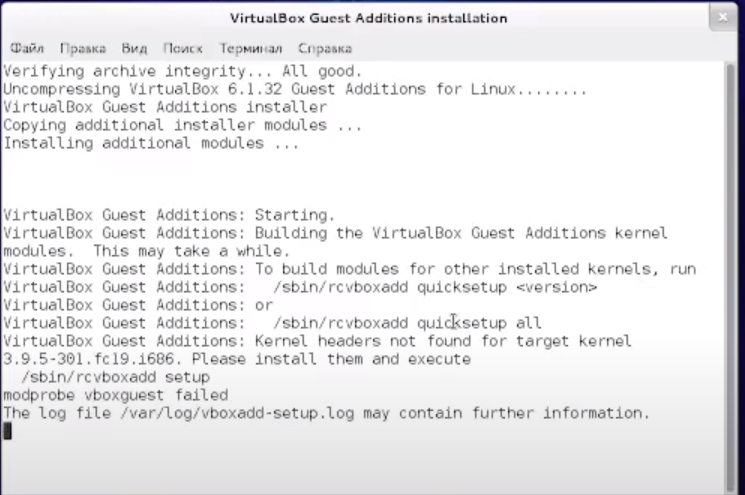 VirtualBox Guest Additions installation
Файл Правка Вид Поиск Терминал Справка
Verifying archive integrity... All good.
Uncompressing VirtualBox 6.1.32 Guest Additions for Linux........
VirtualBox Guest Additions installer
Copying additional installer modules ...
Installing additional modules ...
VirtualBox Guest Additions: Starting.
VirtualBox Guest Additions: Building the VirtualBox Guest Additions kernel
modules.  This may take a while.
VirtualBox Guest Additions: To build modules for other installed kernels, run
VirtualBox Guest Additions:   /sbin/rcvboxadd quicksetup <version>
VirtualBox Guest Additions: or
VirtualBox Guest Additions:   /sbin/rcvboxadd quicksetup all
VirtualBox Guest Additions: Kernel headers not found for target kernel
3.9.5-301.fc19.i686. Please install them and execute
  /sbin/rcvboxadd setup
modprobe vboxguest failed
The log file /var/log/vboxadd-setup.log may contain further information.